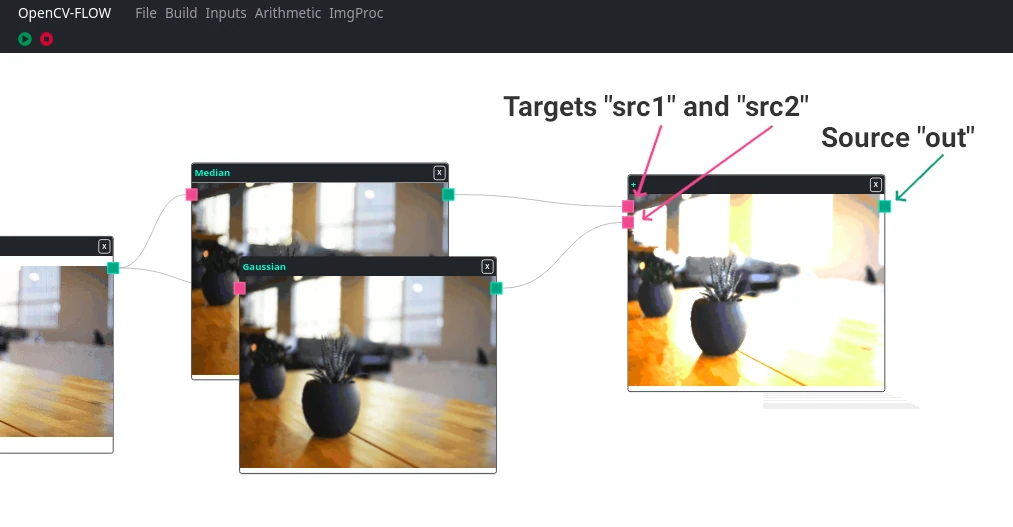 OpenCV-FLOW File Build Inputs Arithmetic ImgProc
Targets "src1" and "src2"
Source "out"
Median X
+ X
X
Gaussian X